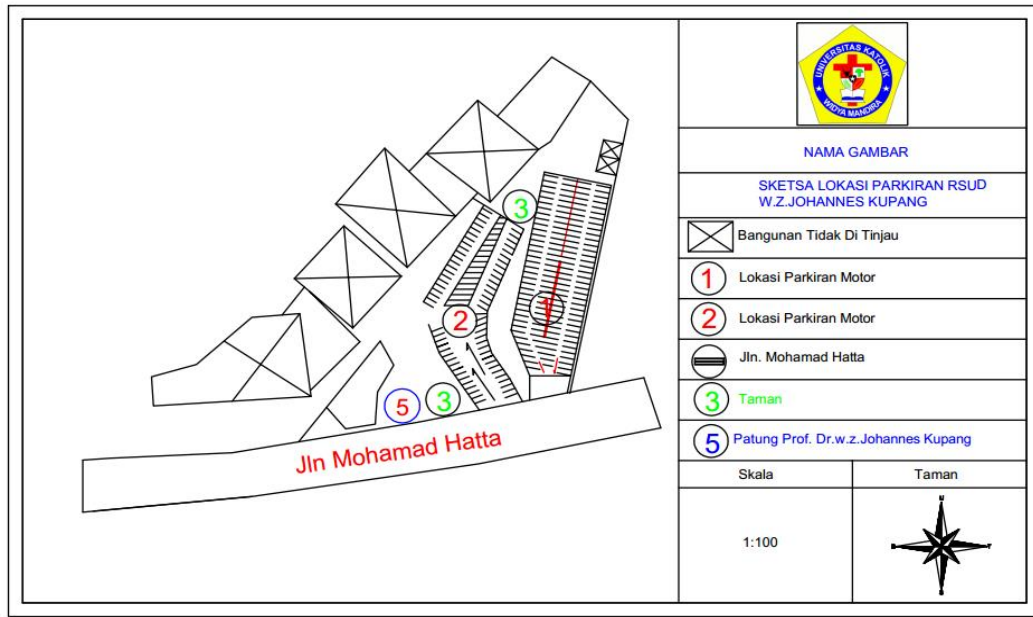 UNIVERSITAS KATOLIK
WIDYA MANDIRA
NAMA GAMBAR
SKETSA LOKASI PARKIRAN RSUD
W.Z.JOHANNES KUPANG
Bangunan Tidak Di Tinjau
1 Lokasi Parkiran Motor
2 Lokasi Parkiran Motor
Jln. Mohamad Hatta
3 Taman
5 Patung Prof. Dr.w.z.Johannes Kupang
Skala
Taman
1:100
U
B
T
S
3
1
2
5
3
Jln Mohamad Hatta